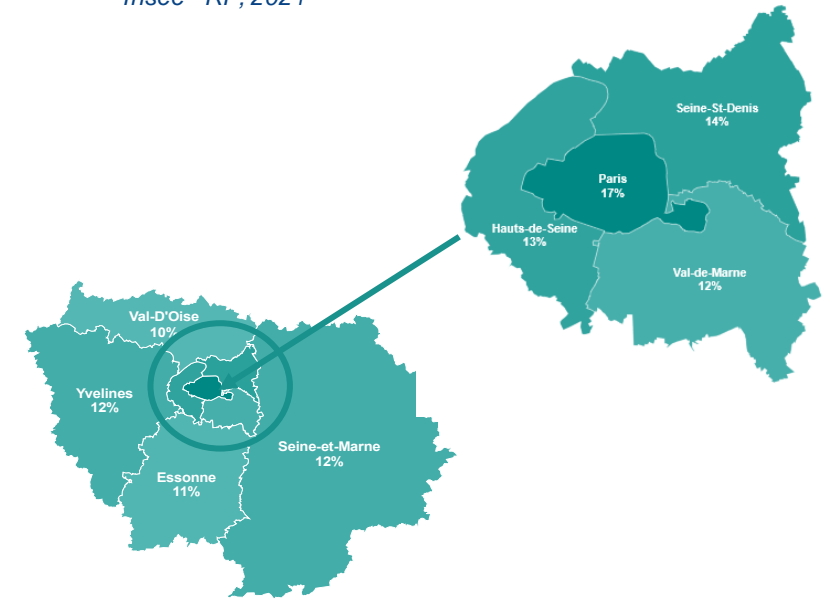 Seine-St-Denis
14%
Paris
17%
Hauts-de-Seine
13%
Val-de-Marne
12%
Val-D'Oise
10%
Yvelines
12%
Seine-et-Marne
12%
Essonne
11%